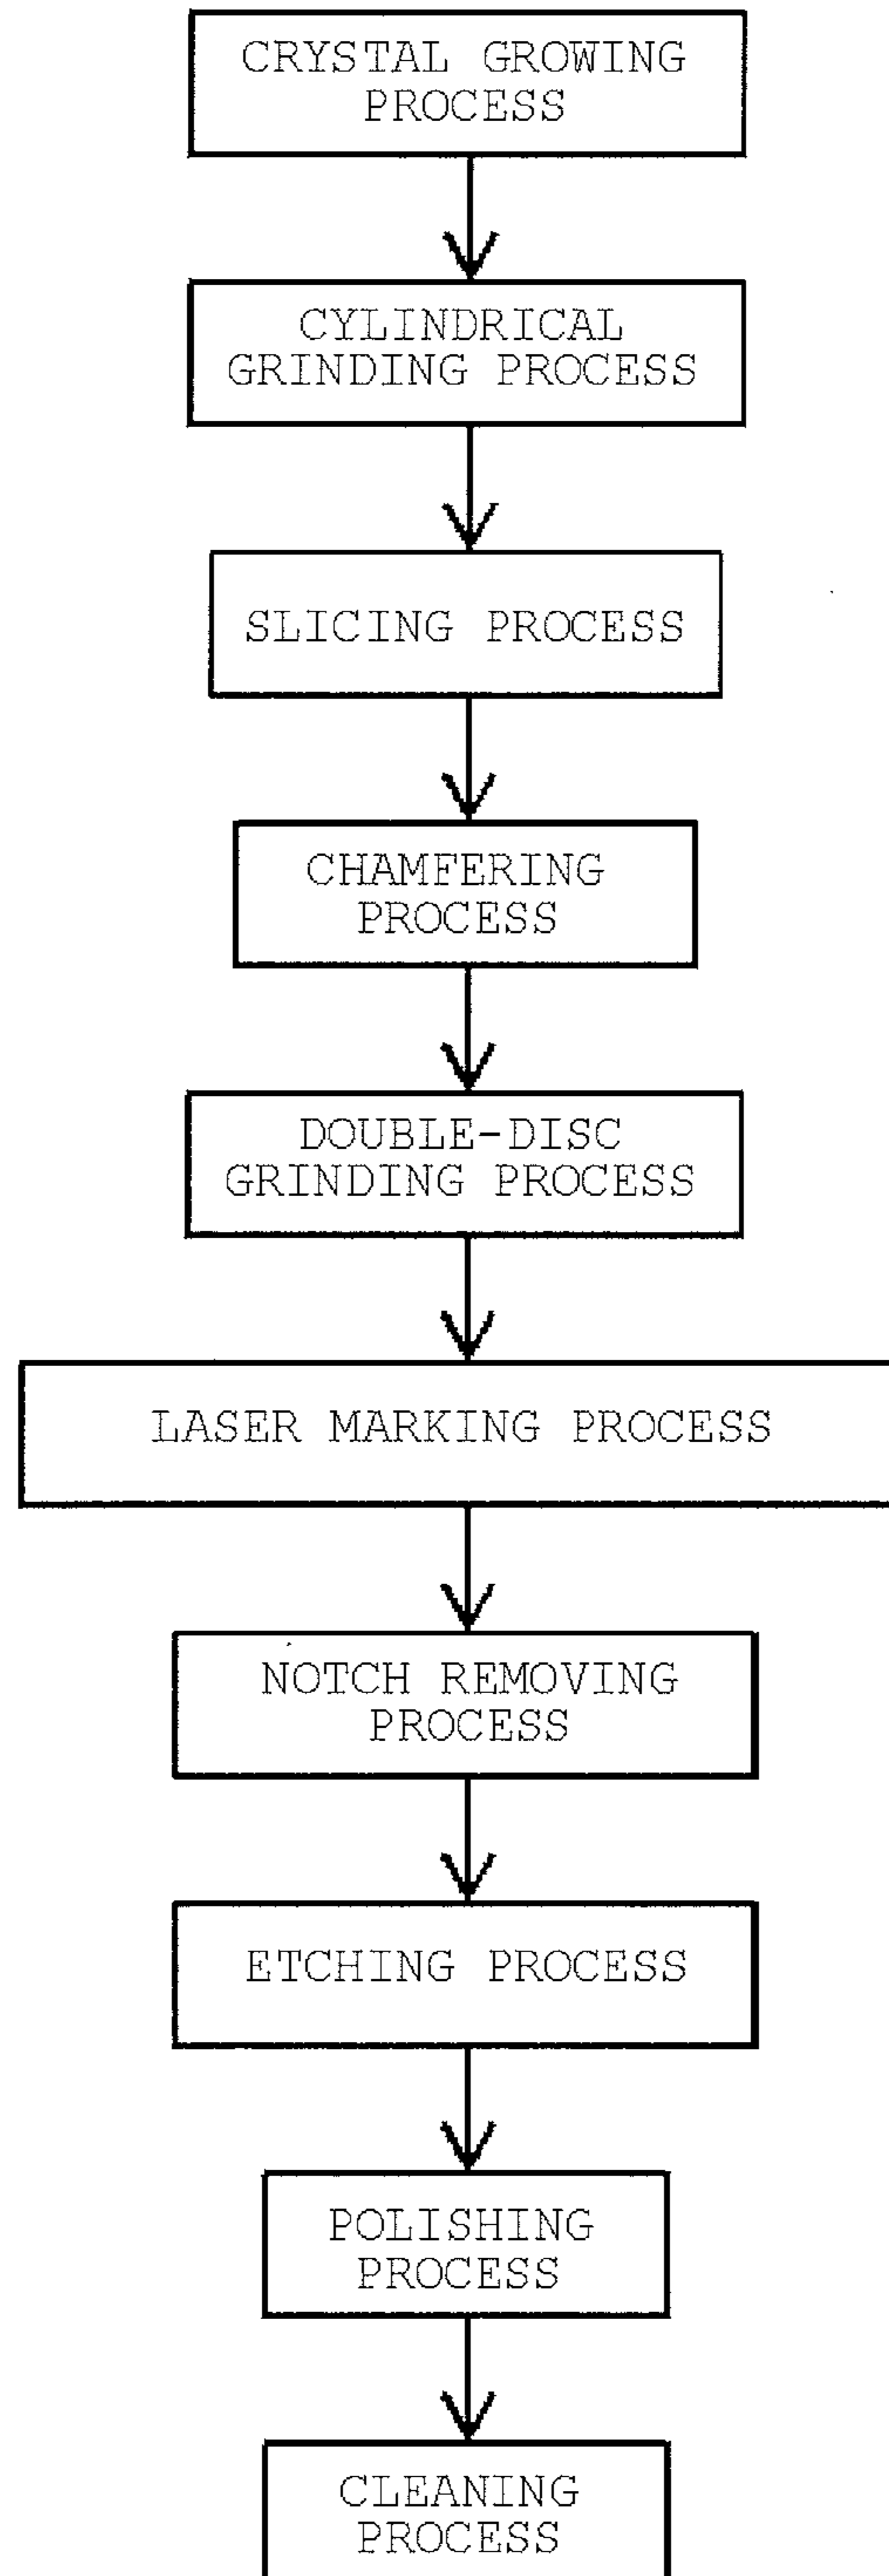 CRYSTAL GROWING
PROCESS
CYLINDRICAL
GRINDING PROCESS
SLICING PROCESS
CHAMFERING
PROCESS
DOUBLE-DISC
GRINDING PROCESS
LASER MARKING PROCESS
NOTCH REMOVING
PROCESS
ETCHING PROCESS
POLISHING
PROCESS
CLEANING
PROCESS